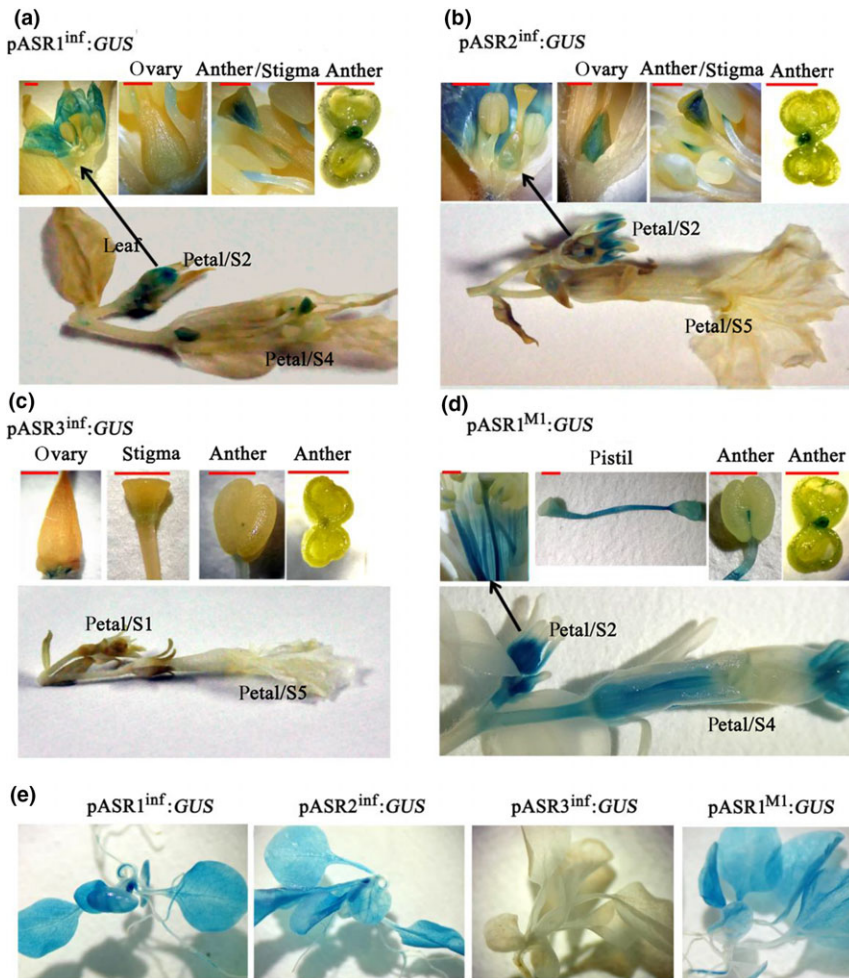 (a)
pASR1inf:GUS
Ovary Anther/Stigma Anther
Leaf
Petal/S2
Petal/S4
(b)
pASR2inf:GUS
Ovary Anther/Stigma Antherr
Petal/S2
Petal/S5
(c)
pASR3inf:GUS
Ovary Stigma Anther Anther
Petal/S1
Petal/S5
(d)
pASR1M1:GUS
Pistil Anther Anther
Petal/S2
Petal/S4
(e)
pASR1inf:GUS pASR2inf:GUS pASR3inf:GUS pASR1M1:GUS